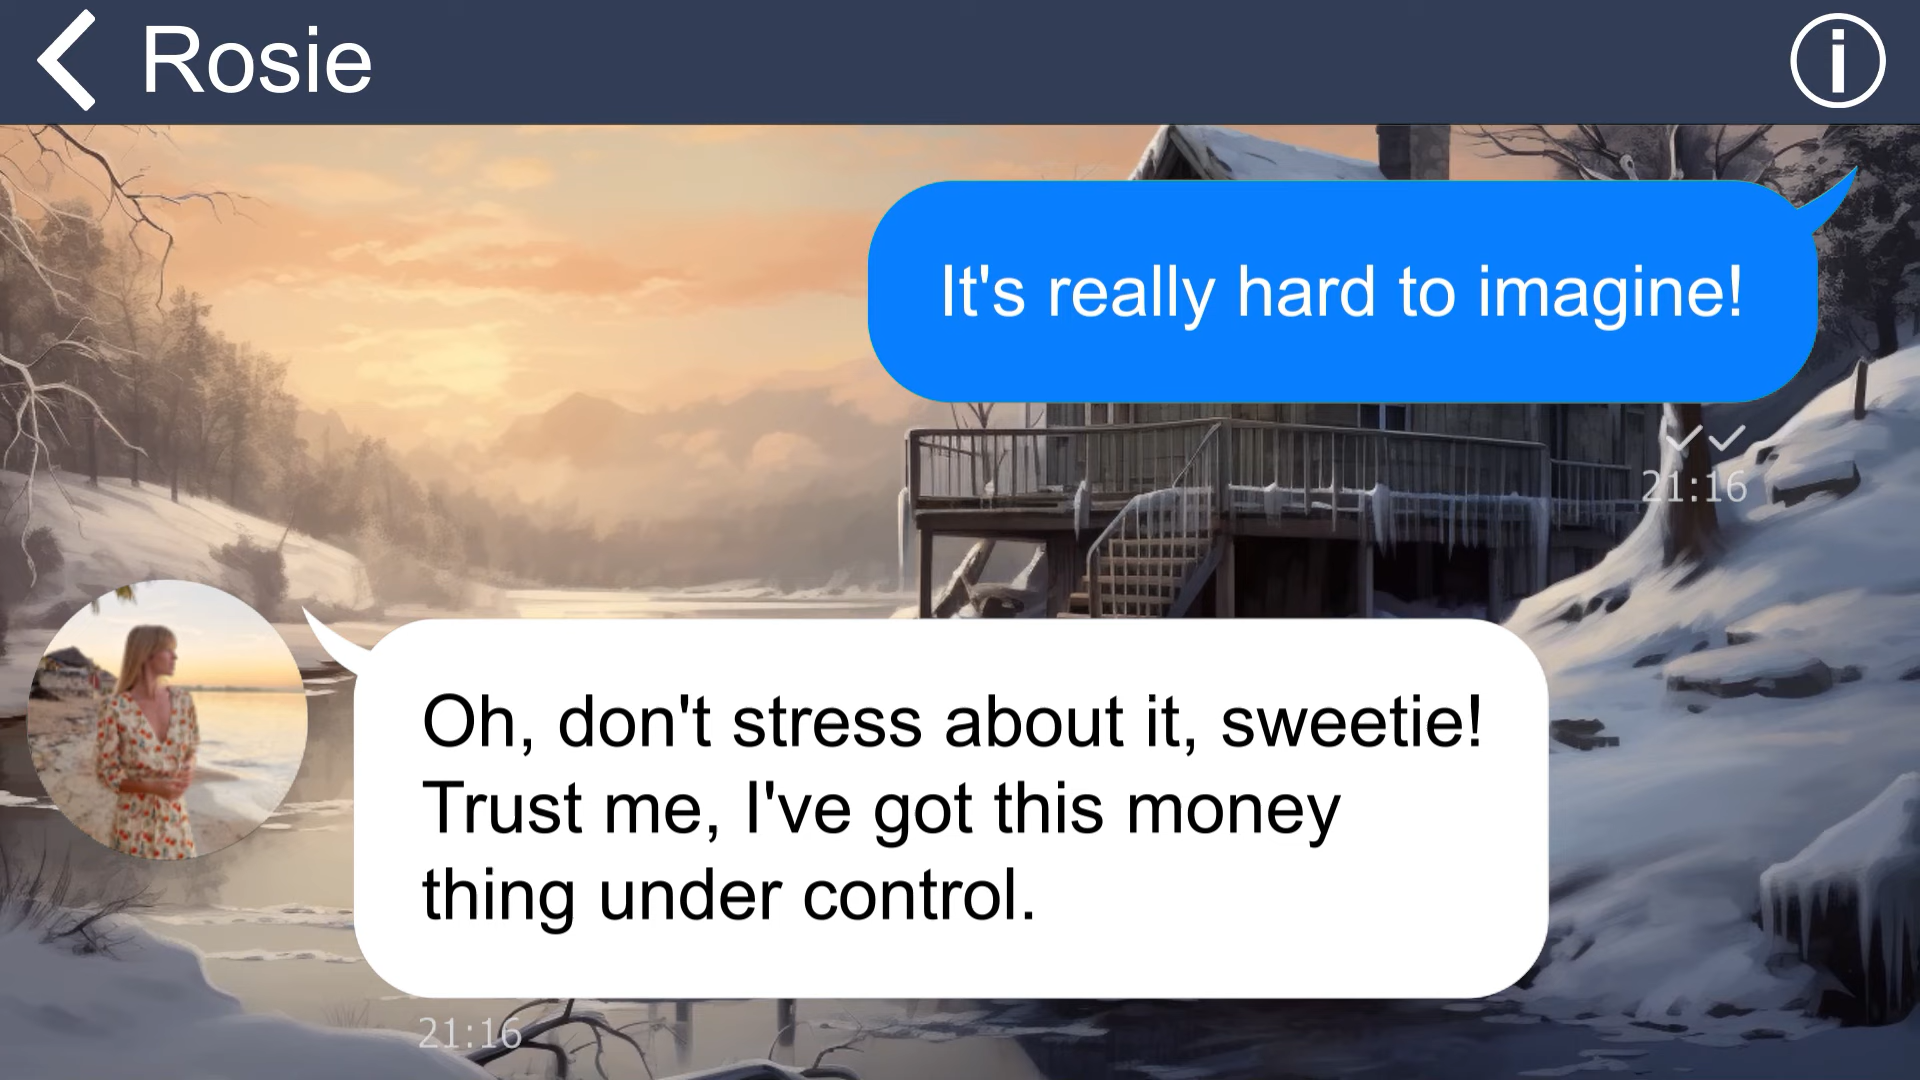 Rosie
It's really hard to imagine!
21:16
Oh, don't stress about it, sweetie!
Trust me, I've got this money
thing under control.
21:16